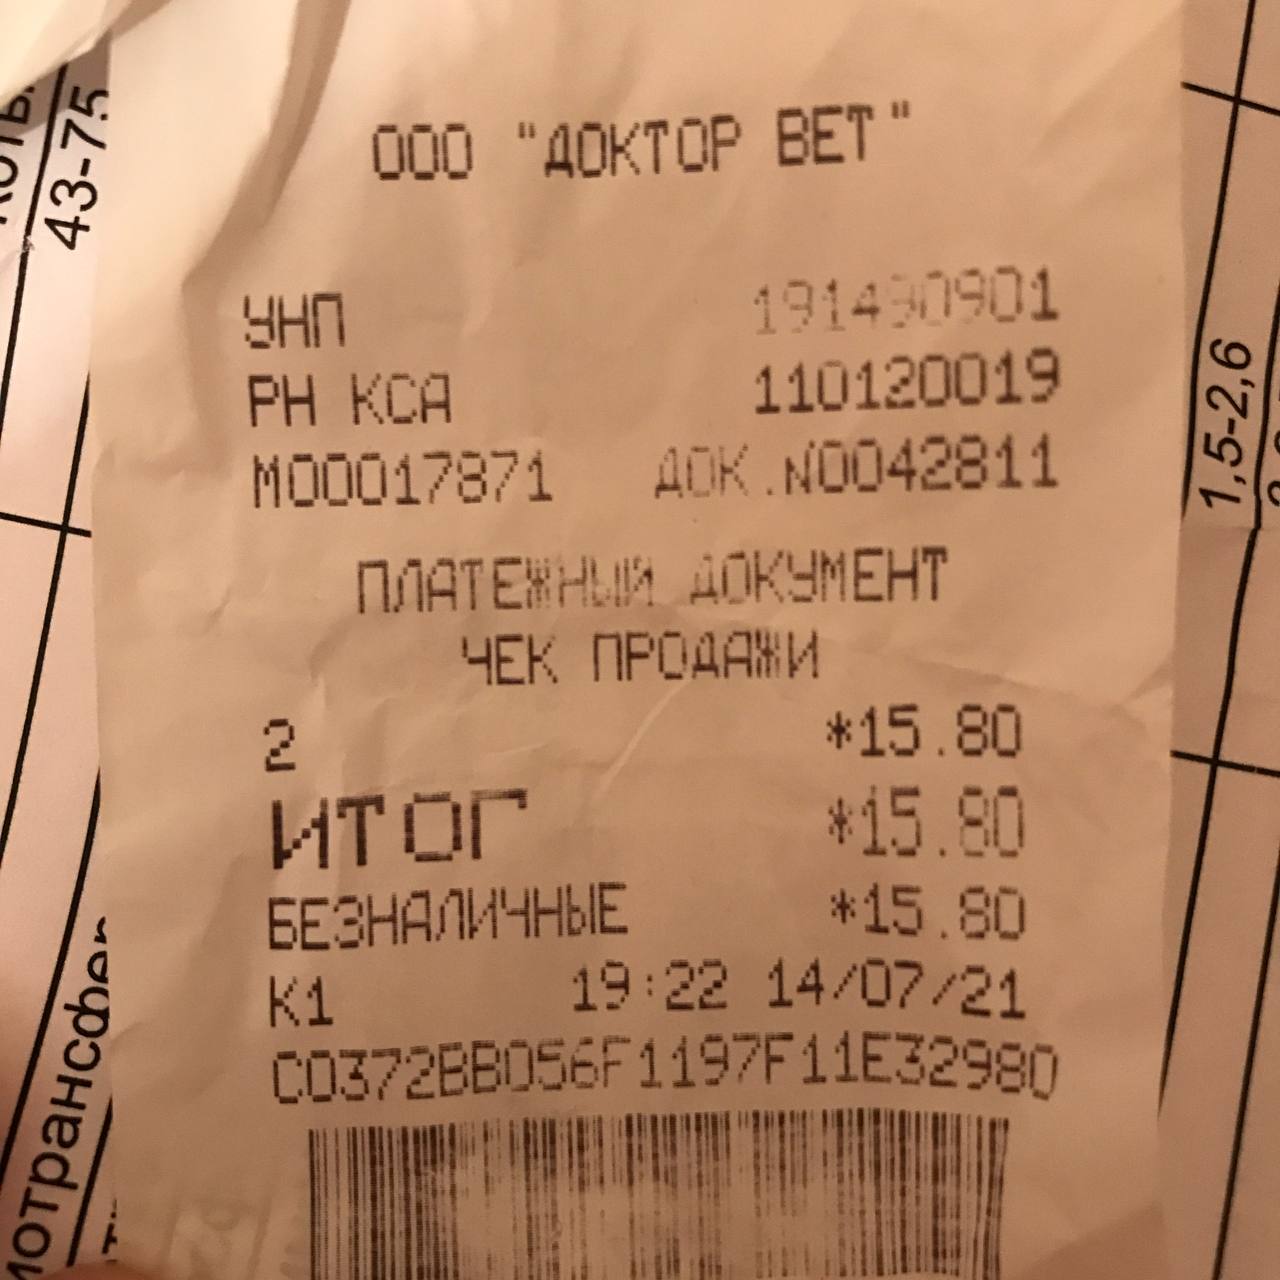 ООО "ДОКТОР ВЕТ"
УНП 191490901
РН КСА 110120019
М00017871 ДОК.N0042811
ПЛАТЕЖНЫЙ ДОКУМЕНТ
ЧЕК ПРОДАЖИ
2 *15.80
ИТОГ *15.80
БЕЗНАЛИЧНЫЕ *15.80
К1 19:22 14/07/21
C0372BB056F1197F11E32980
43-75
1,5-2,6